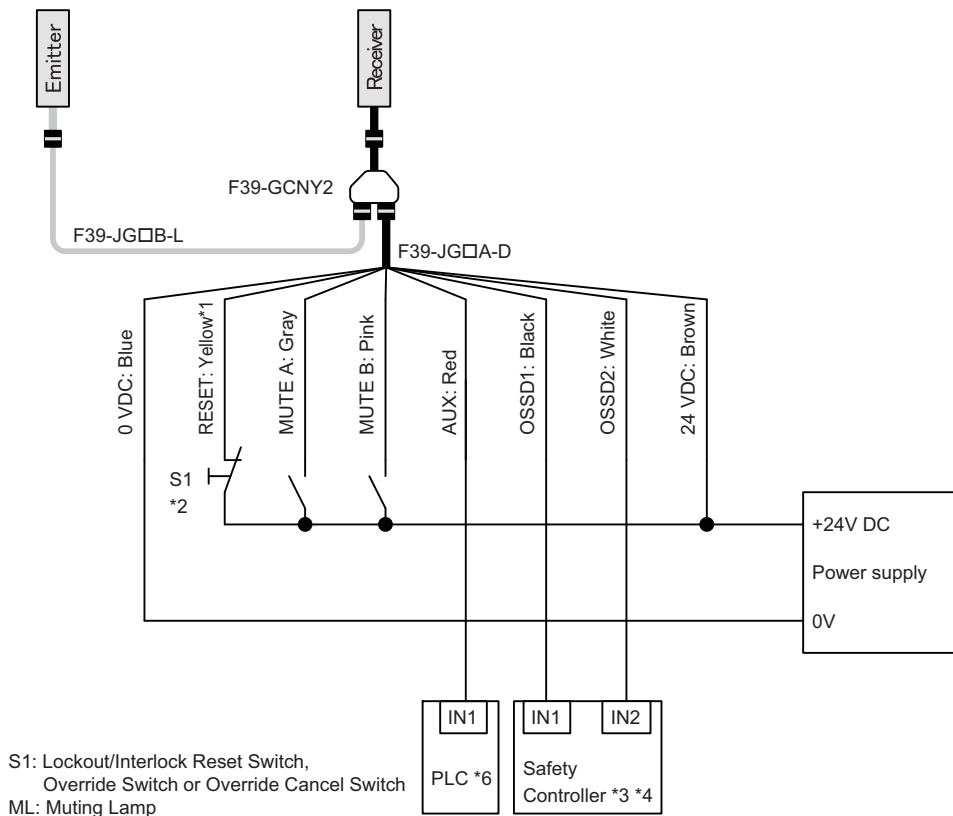 Emitter
Receiver
F39-GCNY2
F39-JG□B-L
F39-JG□A-D
0 VDC: Blue
RESET: Yellow*1
MUTE A: Gray
MUTE B: Pink
AUX: Red
OSSD1: Black
OSSD2: White
24 VDC: Brown
S1
*2
+24V DC
Power supply
0V
IN1
IN1
IN2
PLC *6
Safety
Controller *3 *4
S1: Lockout/Interlock Reset Switch,
Override Switch or Override Cancel Switch
ML: Muting Lamp